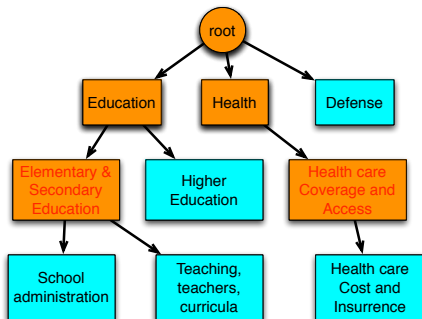 root
Education
Health
Defense
Elementary &
Secondary
Education
Higher
Education
Health care
Coverage and
Access
School
administration
Teaching,
teachers,
curricula
Health care
Cost and
Insurrence